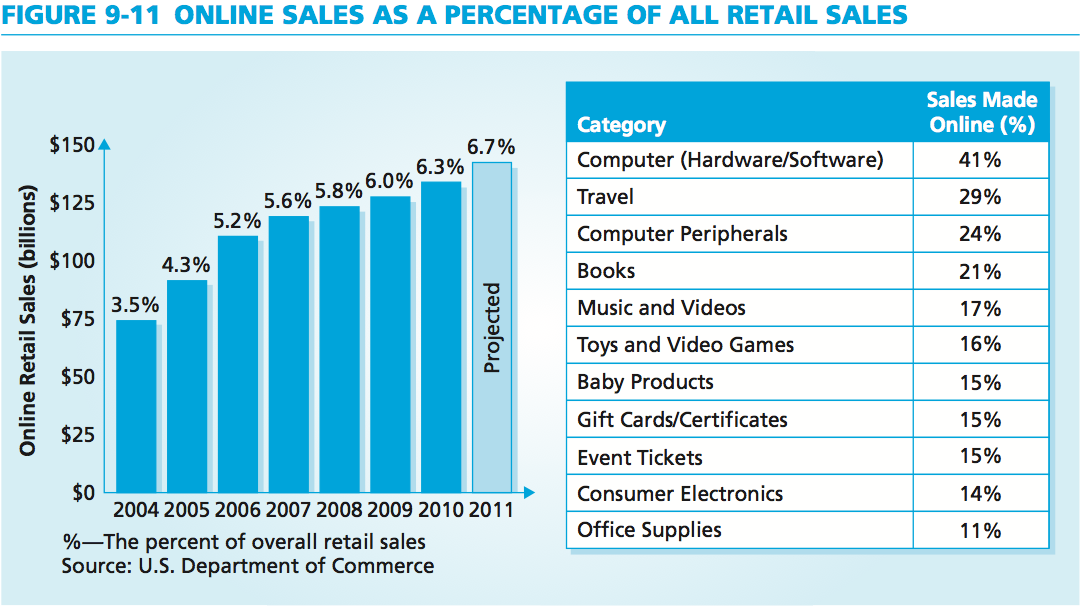 FIGURE 9-11 ONLINE SALES AS A PERCENTAGE OF ALL RETAIL SALES
Online Retail Sales (billions)
$150
$125
$100
$75
$50
$25
$0
3.5%
4.3%
5.2%
5.6%
5.8%
6.0%
6.3%
6.7%
Projected
2004 2005 2006 2007 2008 2009 2010 2011
%—The percent of overall retail sales
Source: U.S. Department of Commerce
Category Sales Made Online (%)
Computer (Hardware/Software) 41%
Travel 29%
Computer Peripherals 24%
Books 21%
Music and Videos 17%
Toys and Video Games 16%
Baby Products 15%
Gift Cards/Certificates 15%
Event Tickets 15%
Consumer Electronics 14%
Office Supplies 11%